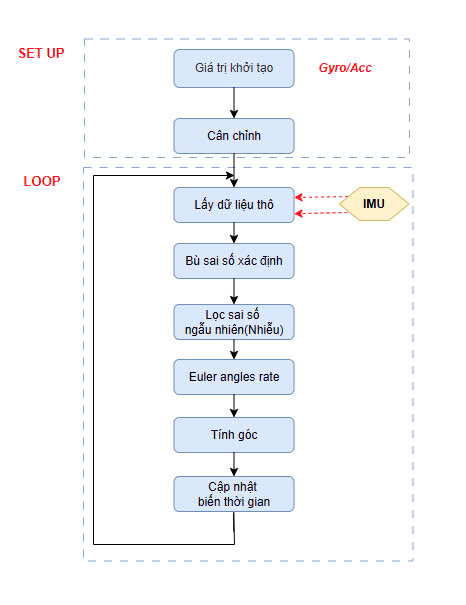 SET UP
Giá trị khởi tạo
Gyro/Acc
Cân chỉnh
LOOP
Lấy dữ liệu thô
IMU
Bù sai số xác định
Lọc sai số
ngẫu nhiên(Nhiễu)
Euler angles rate
Tính góc
Cập nhật
biến thời gian